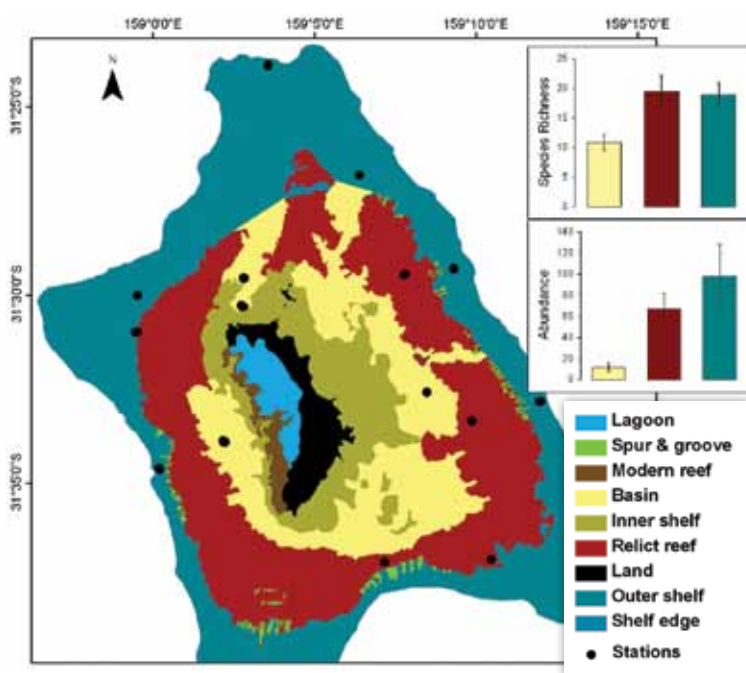 159°0'0"E 159°5'0"E 159°10'0"E 159°15'0"E
N
31°25'0"S
31°30'0"S
31°35'0"S
Species Richness
25
20
15
10
5
0
Abundance
140
120
100
80
60
40
20
0
Lagoon
Spur & groove
Modern reef
Basin
Inner shelf
Relict reef
Land
Outer shelf
Shelf edge
Stations